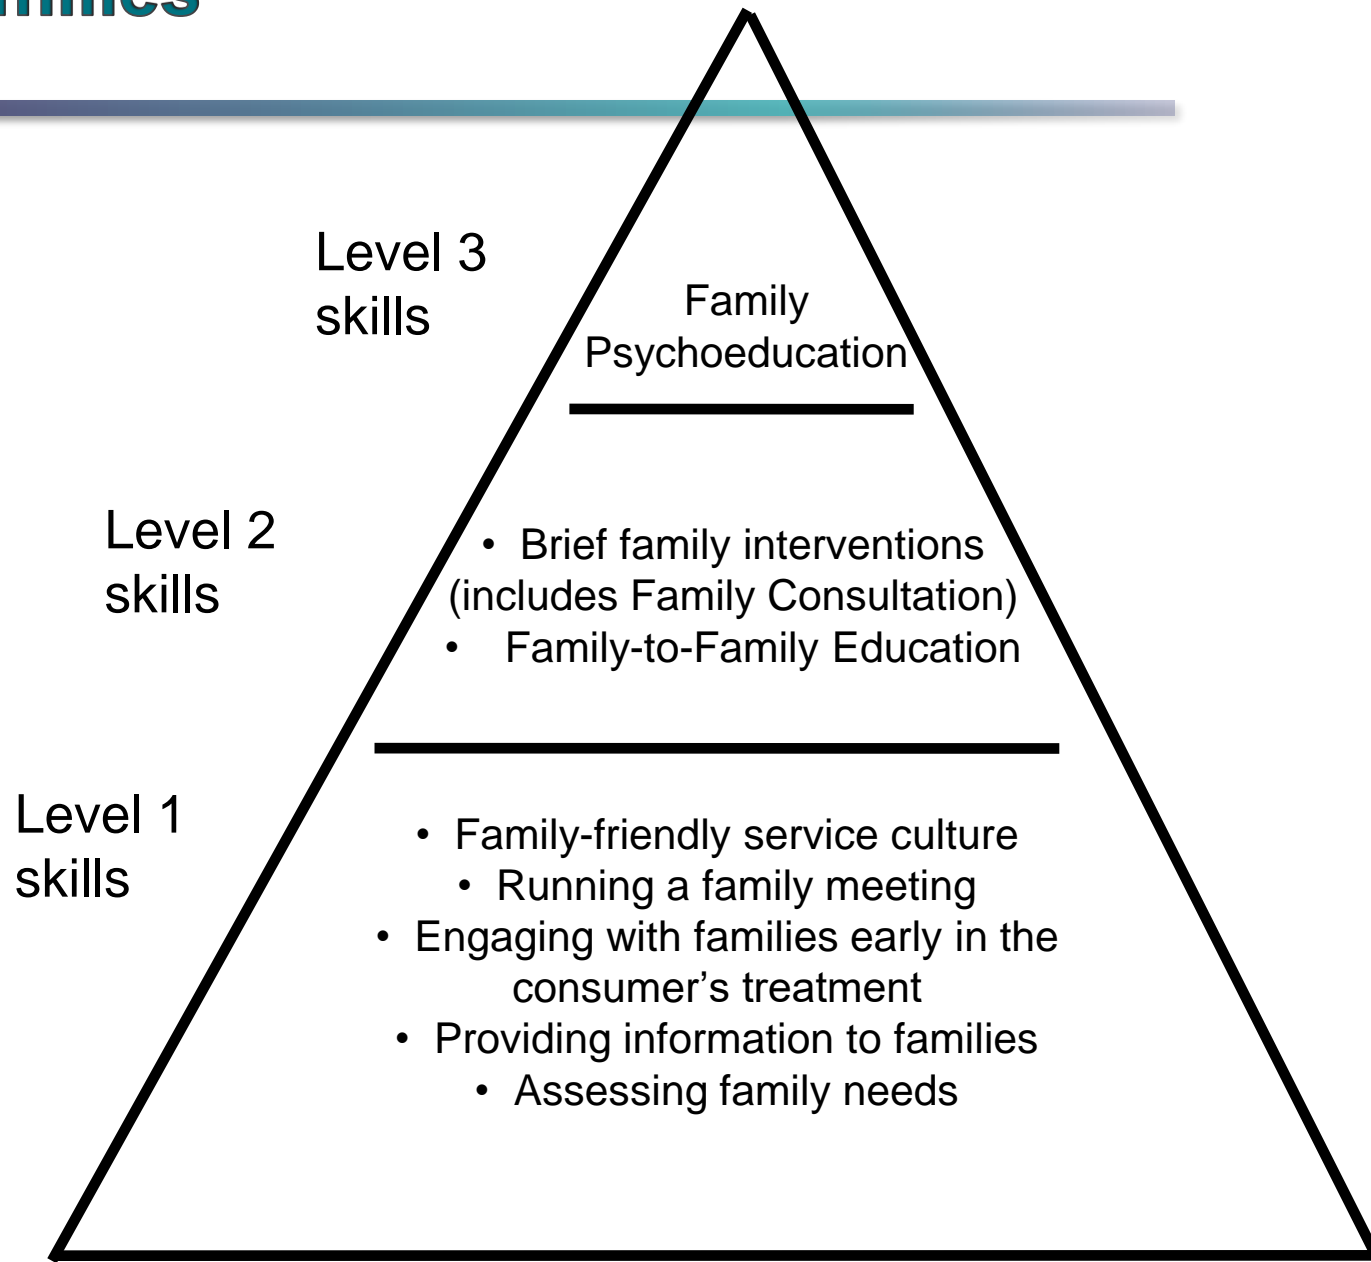 Level 3
skills
Family
Psychoeducation
Level 2
skills
• Brief family interventions
(includes Family Consultation)
• Family-to-Family Education
Level 1
skills
• Family-friendly service culture
• Running a family meeting
• Engaging with families early in the
consumer's treatment
• Providing information to families
• Assessing family needs